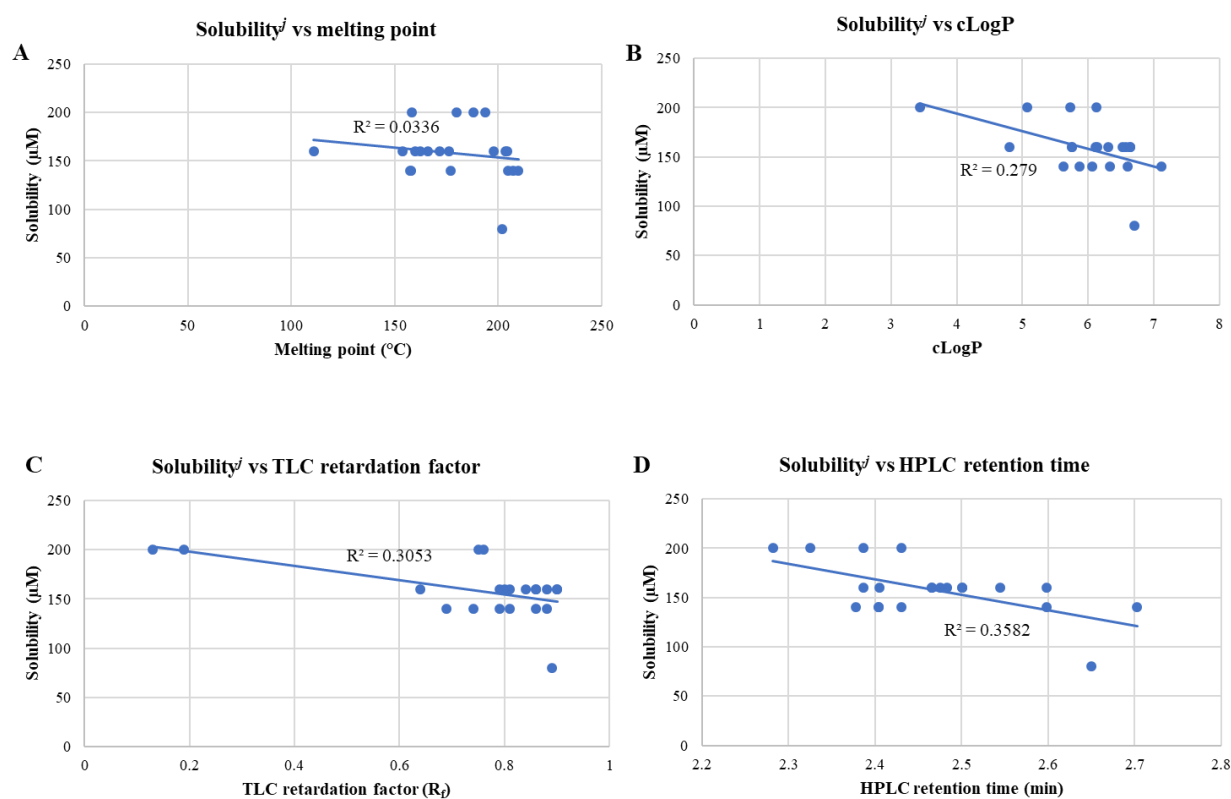 A
Solubilityʲ vs melting point
250
200
150
100
50
0
R² = 0.0336
Solubility (µM)
0 50 100 150 200 250
Melting point (°C)
B
Solubilityʲ vs cLogP
250
200
150
100
50
0
R² = 0.279
Solubility (µM)
0 1 2 3 4 5 6 7 8
cLogP
C
Solubilityʲ vs TLC retardation factor
250
200
150
100
50
0
R² = 0.3053
Solubility (µM)
0 0.2 0.4 0.6 0.8 1
TLC retardation factor (Rf)
D
Solubilityʲ vs HPLC retention time
250
200
150
100
50
0
R² = 0.3582
Solubility (µM)
2.2 2.3 2.4 2.5 2.6 2.7 2.8
HPLC retention time (min)